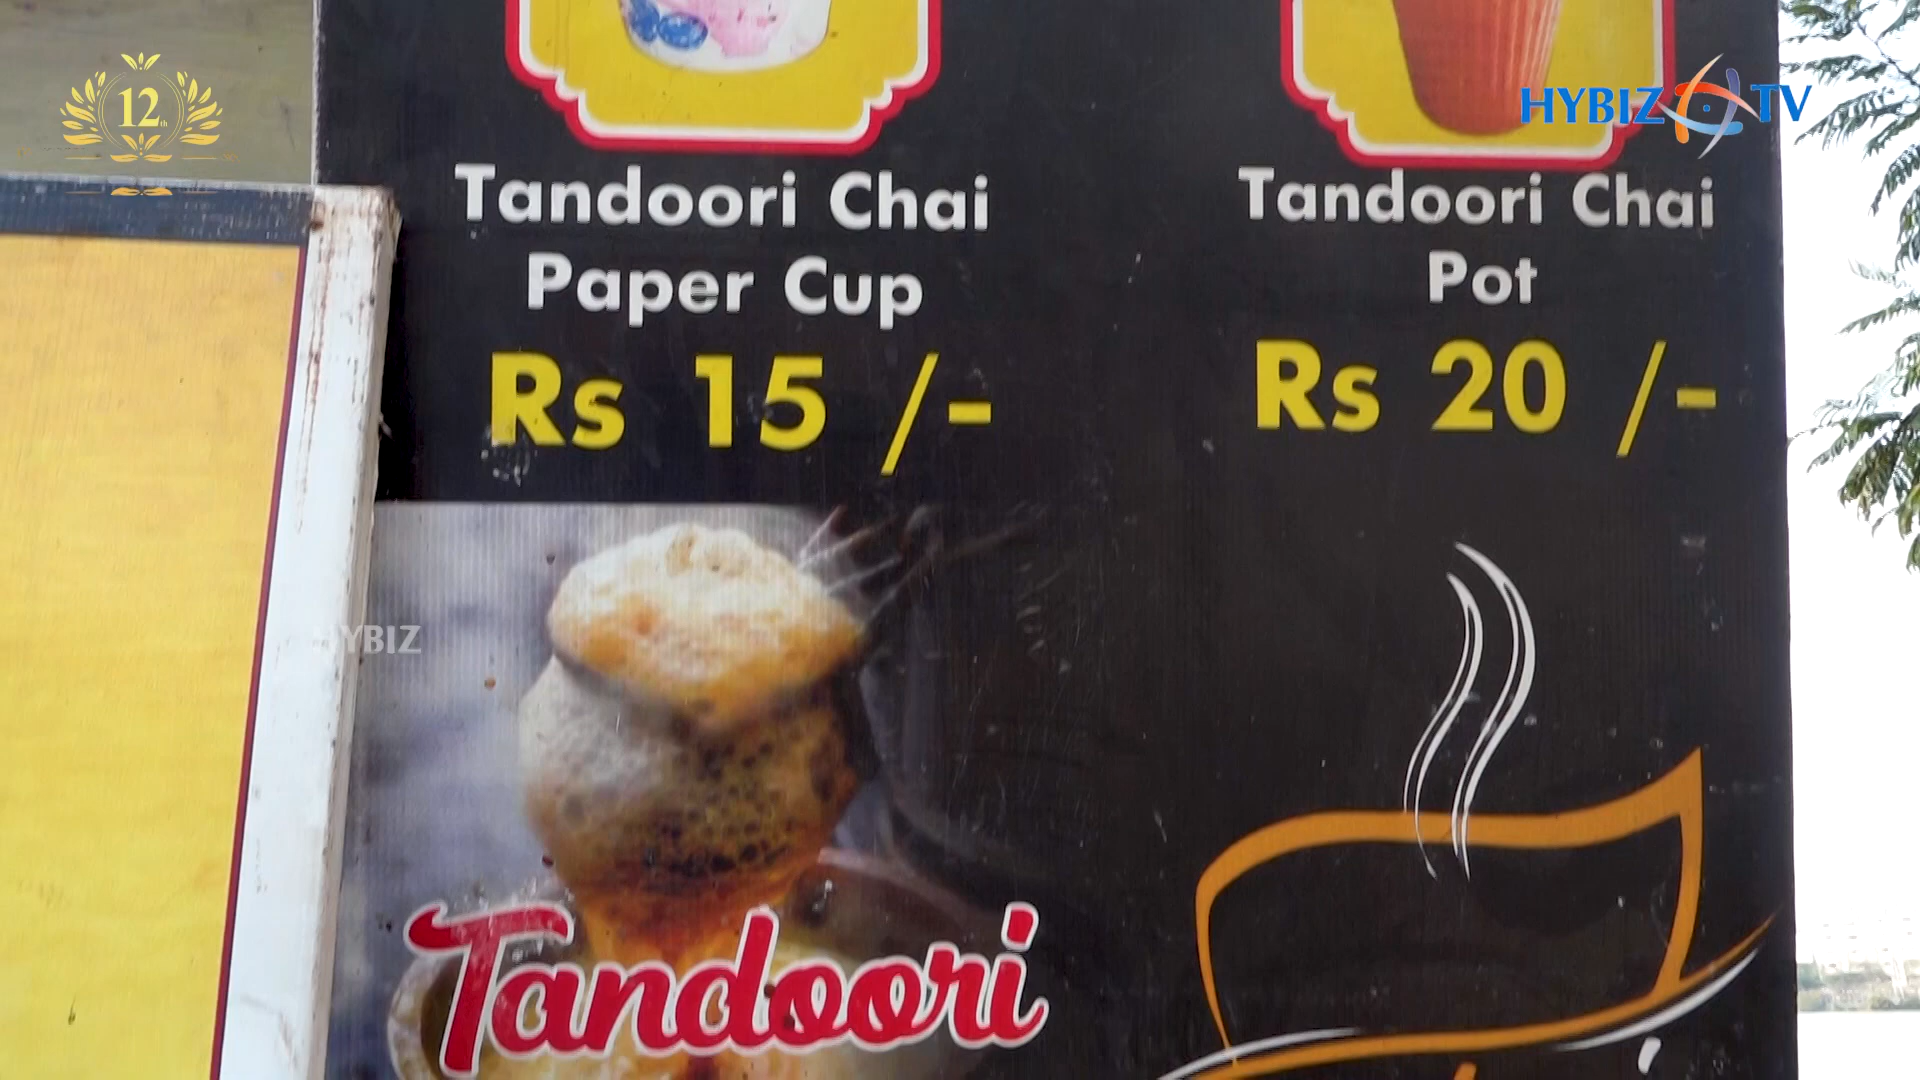 12th
HYBIZ TV
Tandoori Chai
Paper Cup
Rs 15 /-
Tandoori Chai
Pot
Rs 20 /-
HYBIZ
Tandoori